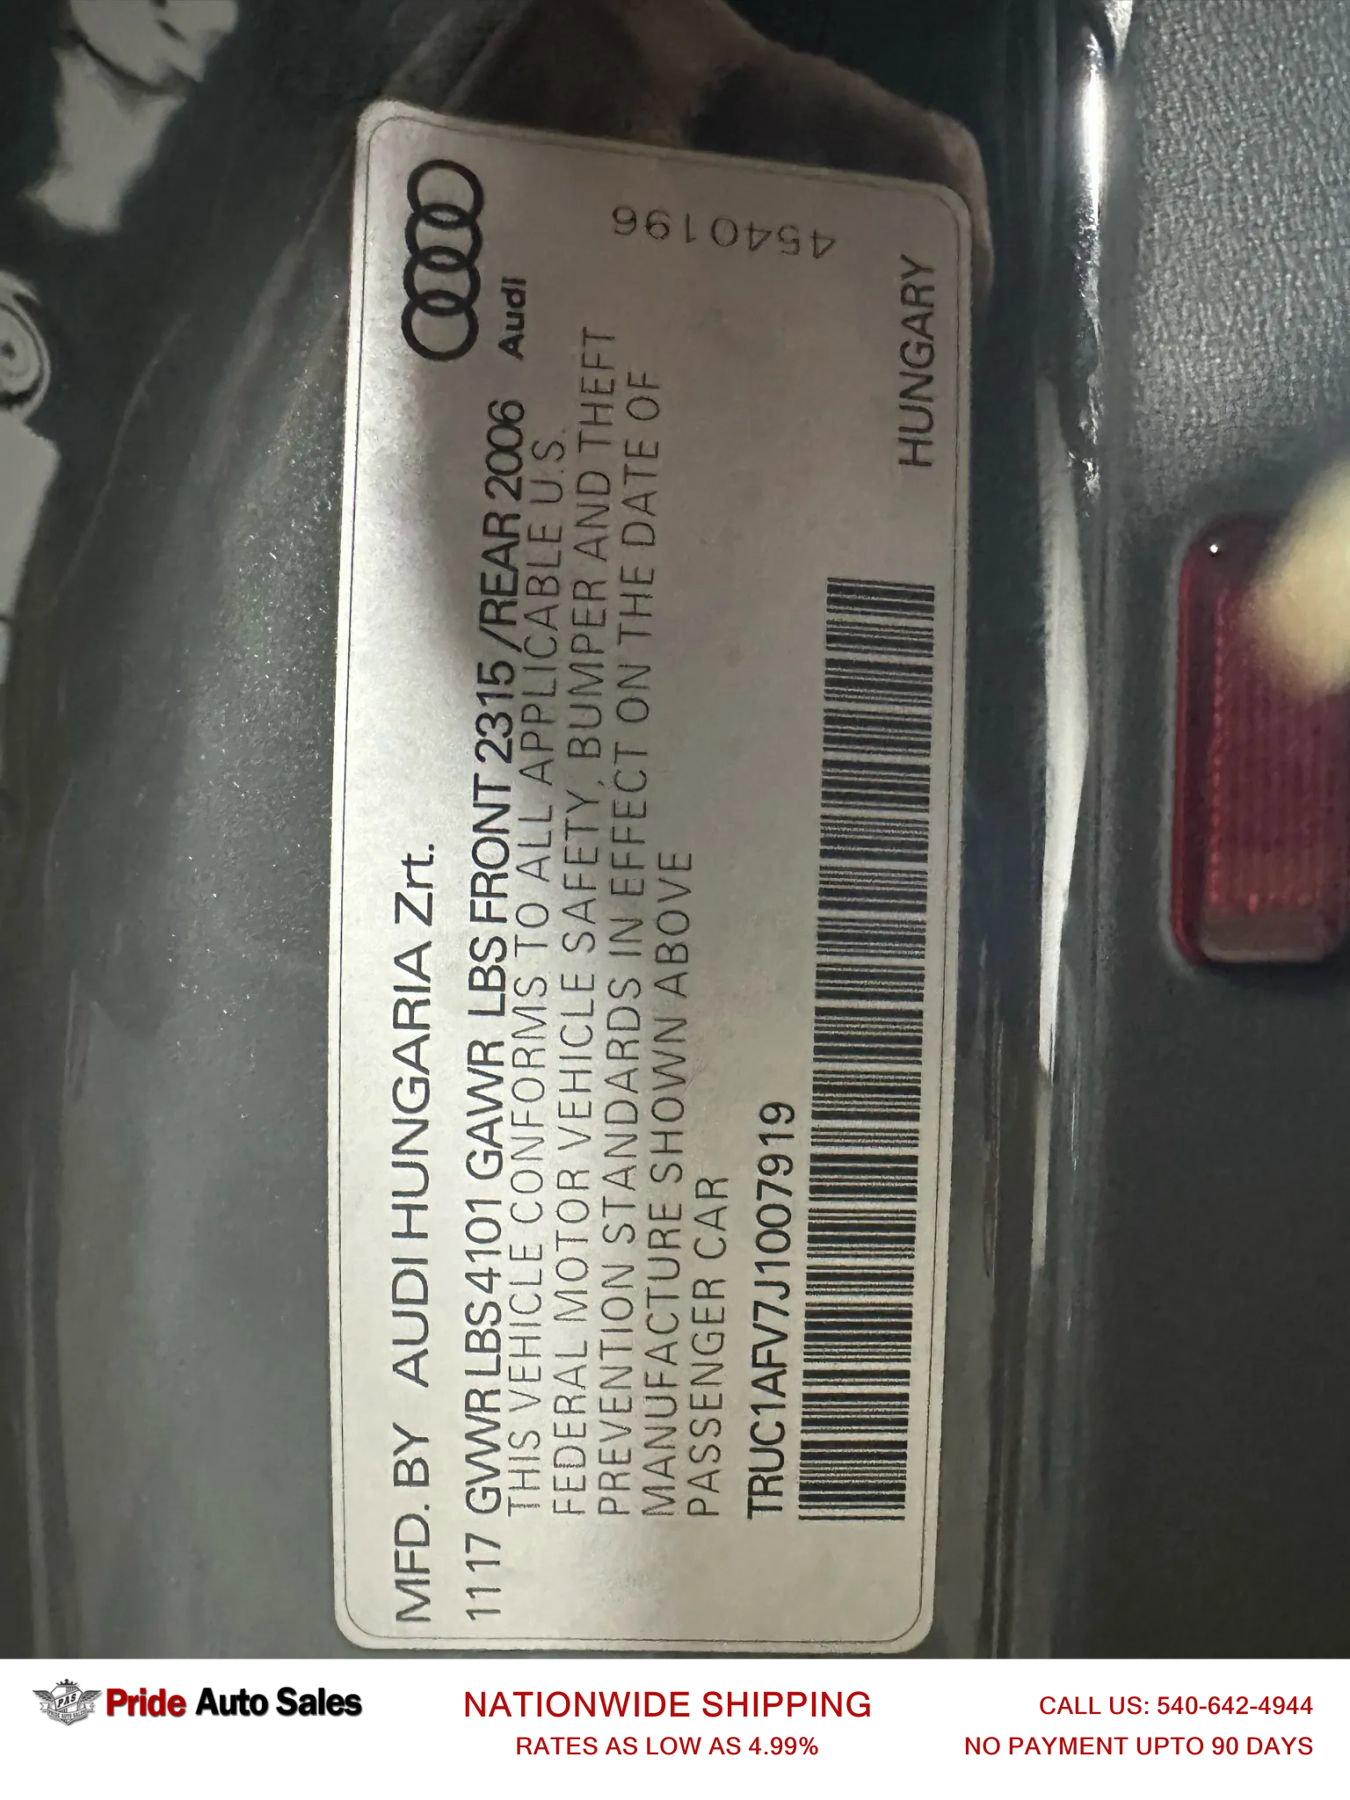 MFD. BY AUDI HUNGARIA Zrt.
1117 GVWR LBS 4101 GAWR LBS FRONT 2315/REAR 2006 Audi
THIS VEHICLE CONFORMS TO ALL APPLICABLE U.S.
FEDERAL MOTOR VEHICLE SAFETY, BUMPER AND THEFT
PREVENTION STANDARDS IN EFFECT ON THE DATE OF
MANUFACTURE SHOWN ABOVE
PASSENGER CAR
4540196
TRUC1AFV7J1007919
HUNGARY
PAS
Pride Auto Sales
NATIONWIDE SHIPPING
RATES AS LOW AS 4.99%
CALL US: 540-642-4944
NO PAYMENT UPTO 90 DAYS